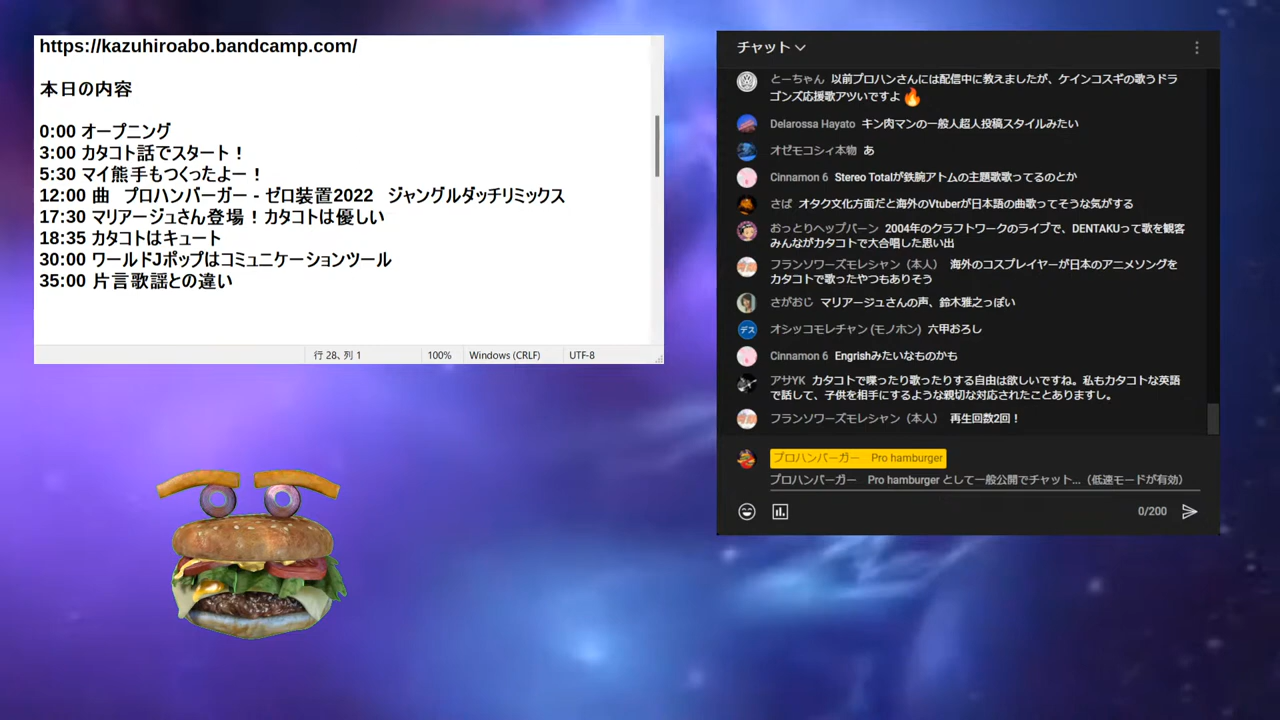 https://kazuhiroabo.bandcamp.com/
本日の内容
0:00 オープニング
3:00 カタコト話でスタート！
5:30 マイ熊手もつくったよー！
12:00 曲　プロハンバーガー - ゼロ装置2022　ジャングルダッチリミックス
17:30 マリアージュさん登場！カタコトは優しい
18:35 カタコトはキュート
30:00 ワールドJポップはコミュニケーションツール
35:00 片言歌謡との違い
行 28、列 1
100%
Windows (CRLF)
UTF-8
チャット
とーちゃん 以前プロハンさんには配信中に教えましたが、ケインコスギの歌うドラ
ゴンズ応援歌アツいですよ🔥
Delarossa Hayato キン肉マンの一般人超人投稿スタイルみたい
オゼモコシィ本物 あ
Cinnamon 6 Stereo Totalが鉄腕アトムの主題歌歌ってるのとか
さば オタク文化方面だと海外のVtuberが日本語の曲歌ってそうな気がする
おっとりヘップバーン 2004年のクラフトワークのライブで、DENTAKUって歌を観客
みんながカタコトで大合唱した思い出
フランソワーズモレシャン（本人） 海外のコスプレイヤーが日本のアニメソングを
カタコトで歌ったやつもありそう
さがおじ マリアージュさんの声、鈴木雅之っぽい
デス
オシッコモレチャン (モノホン) 六甲おろし
Cinnamon 6 Engrishみたいなものかも
アサYK カタコトで喋ったり歌ったりする自由は欲しいですね。私もカタコトな英語
で話して、子供を相手にするような親切な対応されたことありますし。
フランソワーズモレシャン（本人） 再生回数2回！
プロハンバーガー　Pro hamburger
プロハンバーガー　Pro hamburger として一般公開でチャット...（低速モードが有効）
0/200